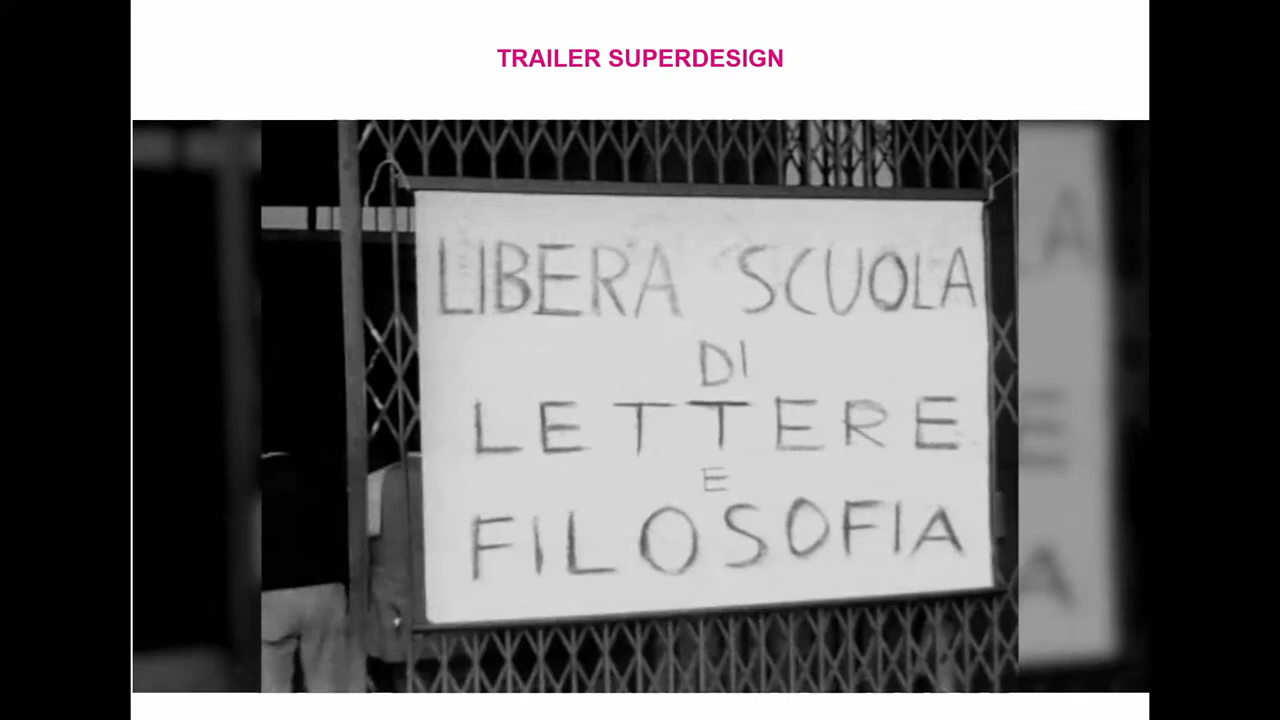 TRAILER SUPERDESIGN
LIBERA SCUOLA
DI
LETTERE
E
FILOSOFIA